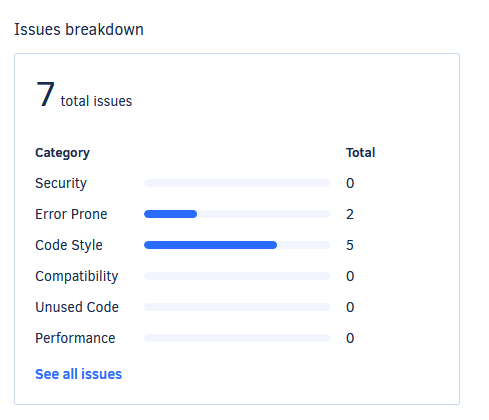 Issues breakdown
7 total issues
Category Total
Security 0
Error Prone 2
Code Style 5
Compatibility 0
Unused Code 0
Performance 0
See all issues